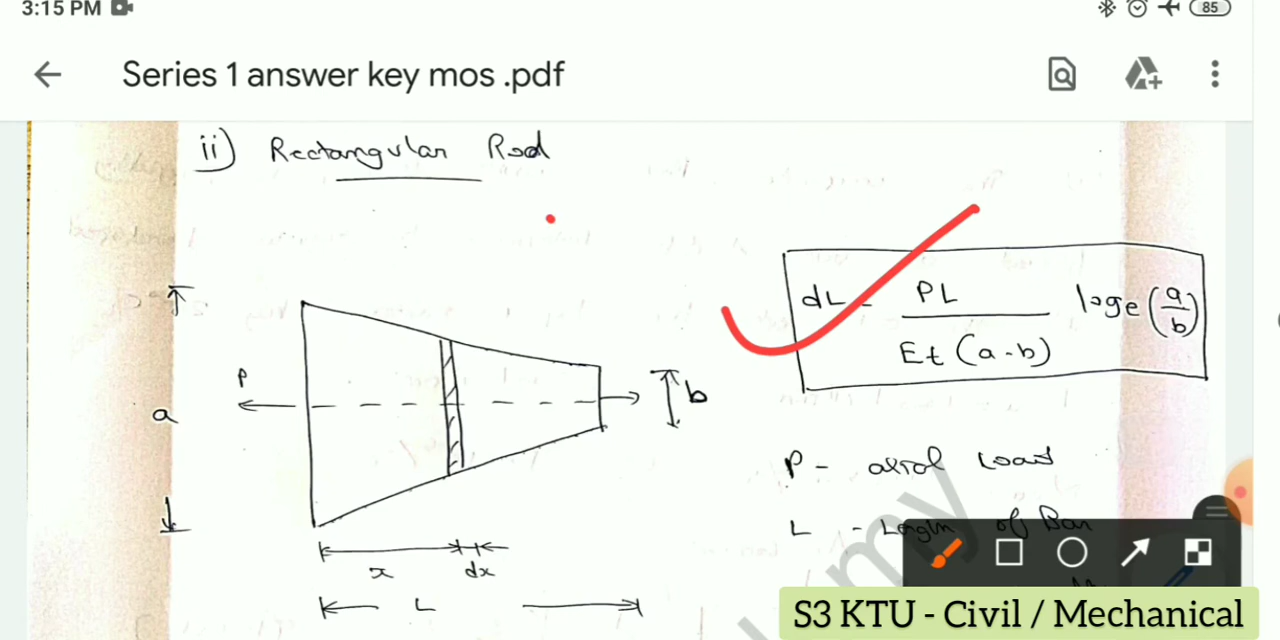 3:15 PM
85
Series 1 answer key mos .pdf
ii) Rectangular Rod
dL = PL / Et (a-b) loge (a/b)
P
a
b
x
dx
L
P - axial Load
L - Length of Bar
my
S3 KTU - Civil / Mechanical